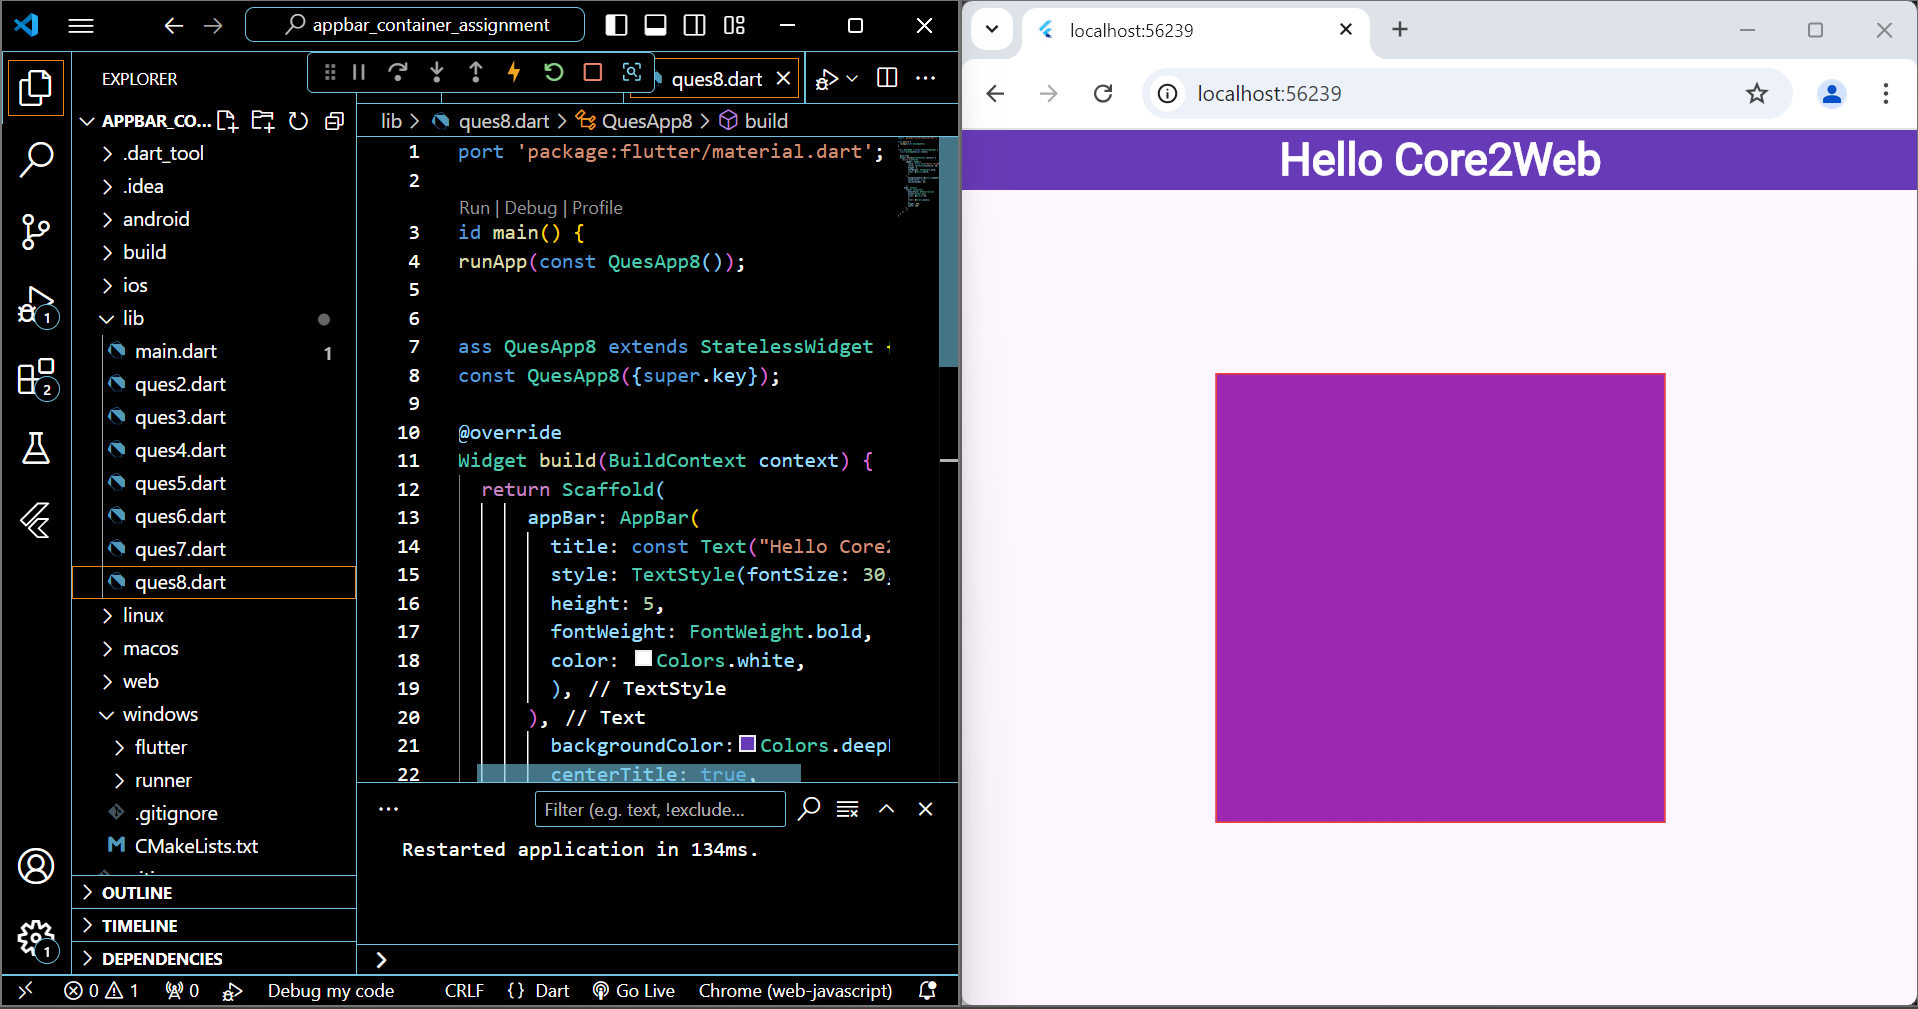 appbar_container_assignment
EXPLORER
ques8.dart
APPBAR_CO...
.dart_tool
.idea
android
build
ios
lib
main.dart
1
ques2.dart
ques3.dart
ques4.dart
ques5.dart
ques6.dart
ques7.dart
ques8.dart
linux
macos
web
windows
flutter
runner
.gitignore
CMakeLists.txt
OUTLINE
TIMELINE
DEPENDENCIES
1
2
1
lib > ques8.dart > QuesApp8 > build
1 port 'package:flutter/material.dart';
2
Run | Debug | Profile
3 id main() {
4 runApp(const QuesApp8());
5
6
7 ass QuesApp8 extends StatelessWidget {
8 const QuesApp8({super.key});
9
10 @override
11 Widget build(BuildContext context) {
12 return Scaffold(
13 appBar: AppBar(
14 title: const Text("Hello Core2
15 style: TextStyle(fontSize: 30,
16 height: 5,
17 fontWeight: FontWeight.bold,
18 color: Colors.white,
19 ), // TextStyle
20 ), // Text
21 backgroundColor: Colors.deep
22 centerTitle: true,
Filter (e.g. text, !exclude...
Restarted application in 134ms.
0 1 0 Debug my code CRLF {} Dart Go Live Chrome (web-javascript)
localhost:56239
localhost:56239
Hello Core2Web